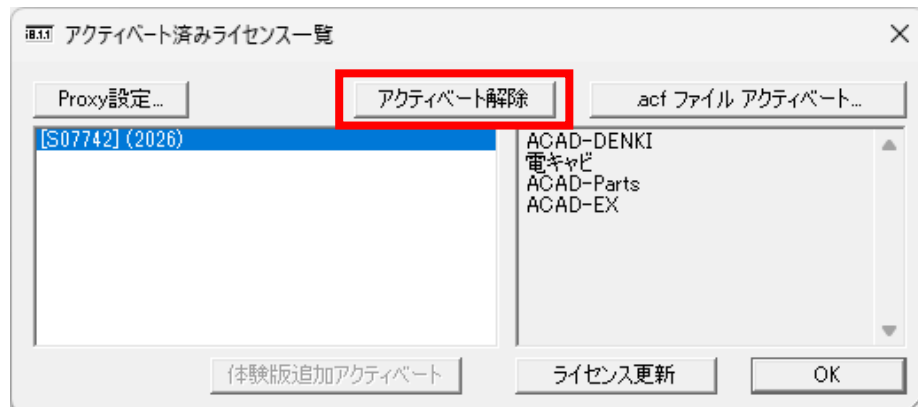 iB.1.1 アクティベート済みライセンス一覧
Proxy設定...
アクティベート解除
.acf ファイル アクティベート...
[S07742] (2026)
ACAD-DENKI
電キャビ
ACAD-Parts
ACAD-EX
体験版追加アクティベート
ライセンス更新
OK